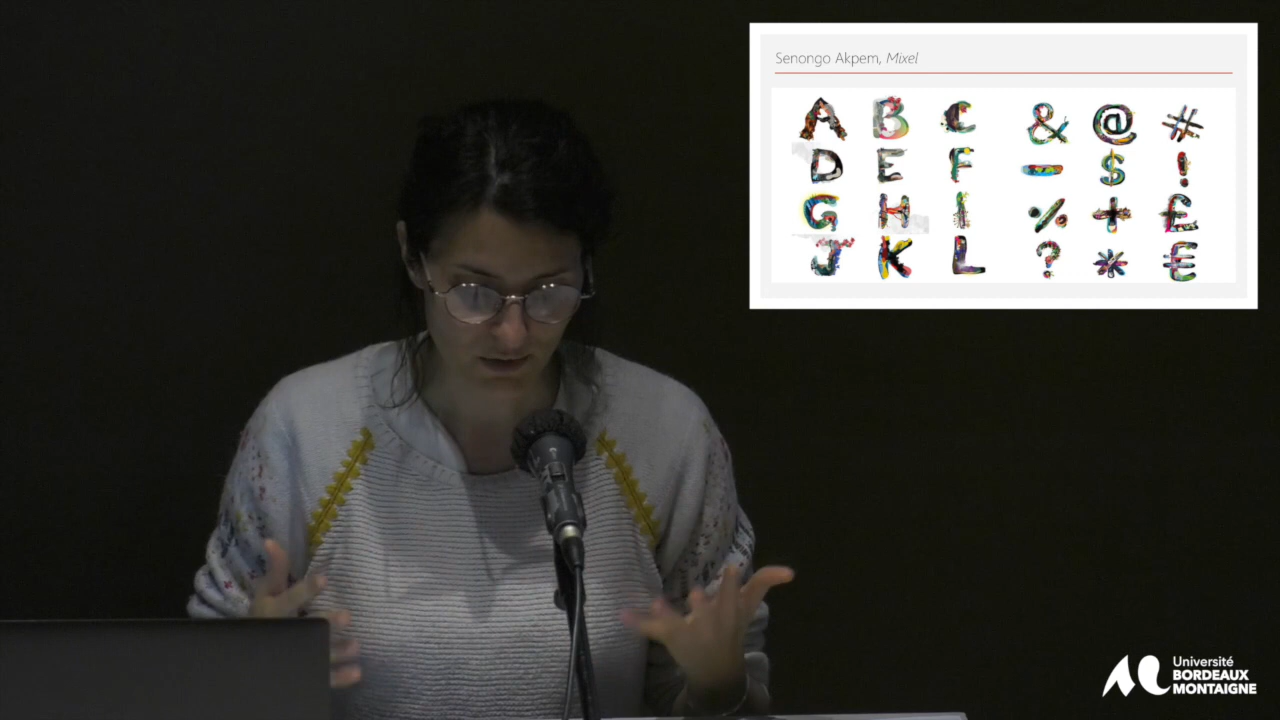 Senongo Akpem, Mixel
A B C & @ #
D E F - $ !
G H I % + £
J K L ? * €
Université
BORDEAUX
MONTAIGNE